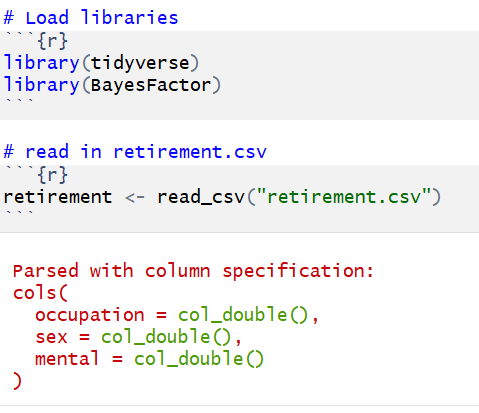 # Load libraries
```{r}
library(tidyverse)
library(BayesFactor)
```
# read in retirement.csv
```{r}
retirement <- read_csv("retirement.csv")
```
Parsed with column specification:
cols(
  occupation = col_double(),
  sex = col_double(),
  mental = col_double()
)